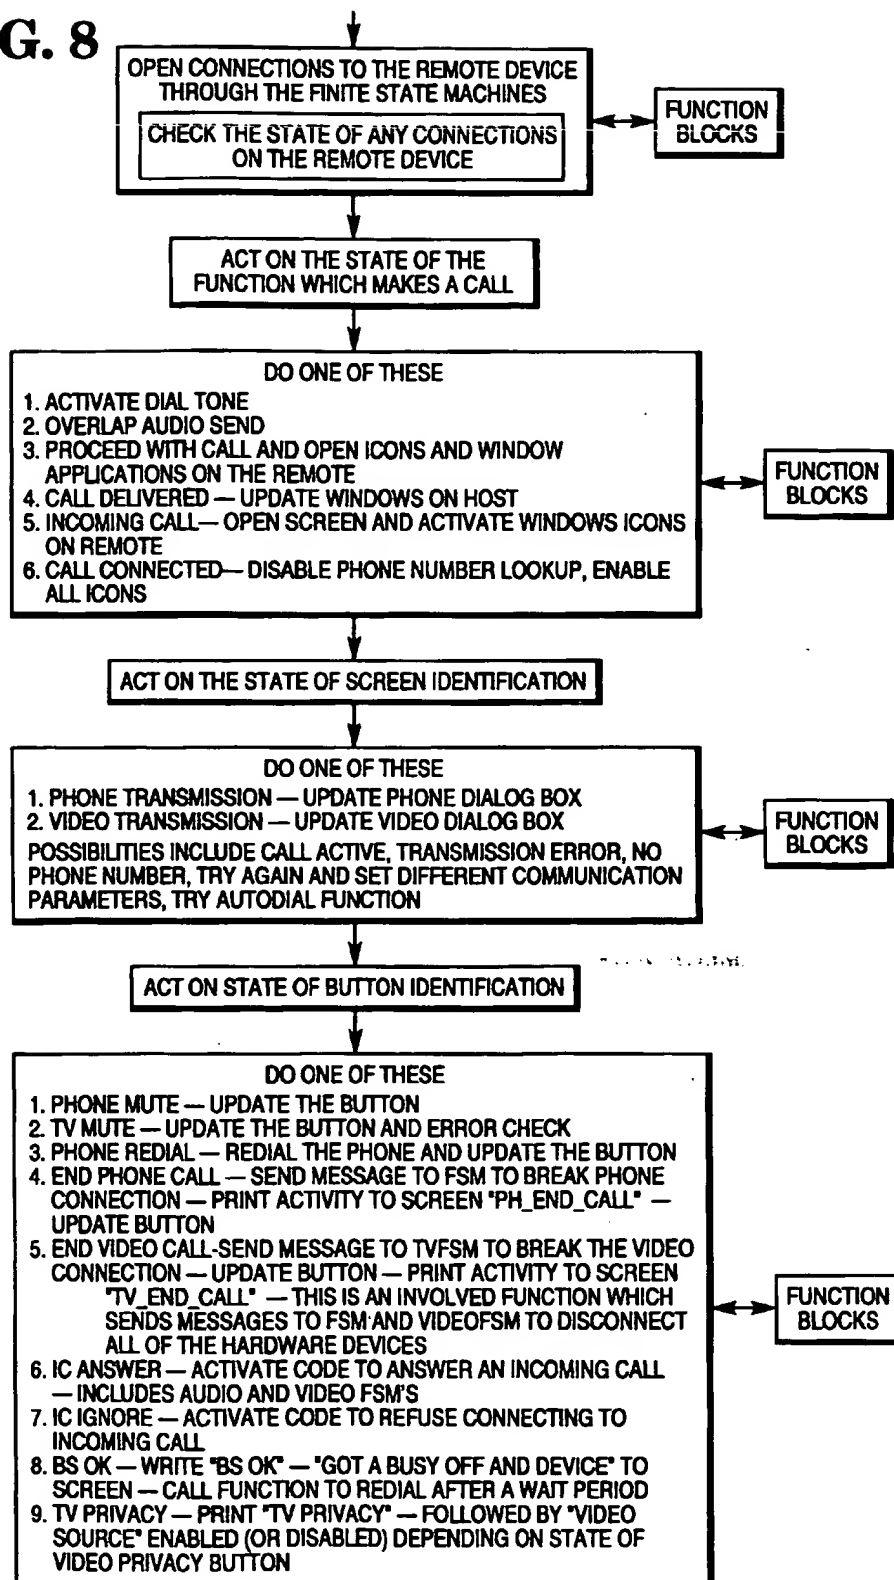 G. 8
OPEN CONNECTIONS TO THE REMOTE DEVICE
THROUGH THE FINITE STATE MACHINES
CHECK THE STATE OF ANY CONNECTIONS
ON THE REMOTE DEVICE
FUNCTION
BLOCKS
ACT ON THE STATE OF THE
FUNCTION WHICH MAKES A CALL
DO ONE OF THESE
1. ACTIVATE DIAL TONE
2. OVERLAP AUDIO SEND
3. PROCEED WITH CALL AND OPEN ICONS AND WINDOW
APPLICATIONS ON THE REMOTE
4. CALL DELIVERED — UPDATE WINDOWS ON HOST
5. INCOMING CALL— OPEN SCREEN AND ACTIVATE WINDOWS ICONS
ON REMOTE
6. CALL CONNECTED— DISABLE PHONE NUMBER LOOKUP, ENABLE
ALL ICONS
FUNCTION
BLOCKS
ACT ON THE STATE OF SCREEN IDENTIFICATION
DO ONE OF THESE
1. PHONE TRANSMISSION — UPDATE PHONE DIALOG BOX
2. VIDEO TRANSMISSION — UPDATE VIDEO DIALOG BOX
POSSIBILITIES INCLUDE CALL ACTIVE, TRANSMISSION ERROR, NO
PHONE NUMBER, TRY AGAIN AND SET DIFFERENT COMMUNICATION
PARAMETERS, TRY AUTODIAL FUNCTION
FUNCTION
BLOCKS
ACT ON STATE OF BUTTON IDENTIFICATION
DO ONE OF THESE
1. PHONE MUTE — UPDATE THE BUTTON
2. TV MUTE — UPDATE THE BUTTON AND ERROR CHECK
3. PHONE REDIAL — REDIAL THE PHONE AND UPDATE THE BUTTON
4. END PHONE CALL — SEND MESSAGE TO FSM TO BREAK PHONE
CONNECTION — PRINT ACTIVITY TO SCREEN "PH_END_CALL" —
UPDATE BUTTON
5. END VIDEO CALL-SEND MESSAGE TO TVFSM TO BREAK THE VIDEO
CONNECTION — UPDATE BUTTON — PRINT ACTIVITY TO SCREEN
"TV_END_CALL" — THIS IS AN INVOLVED FUNCTION WHICH
SENDS MESSAGES TO FSM AND VIDEOFSM TO DISCONNECT
ALL OF THE HARDWARE DEVICES
6. IC ANSWER — ACTIVATE CODE TO ANSWER AN INCOMING CALL
— INCLUDES AUDIO AND VIDEO FSM'S
7. IC IGNORE — ACTIVATE CODE TO REFUSE CONNECTING TO
INCOMING CALL
8. BS OK — WRITE "BS OK" — "GOT A BUSY OFF AND DEVICE" TO
SCREEN — CALL FUNCTION TO REDIAL AFTER A WAIT PERIOD
9. TV PRIVACY — PRINT "TV PRIVACY" — FOLLOWED BY "VIDEO
SOURCE" ENABLED (OR DISABLED) DEPENDING ON STATE OF
VIDEO PRIVACY BUTTON
FUNCTION
BLOCKS